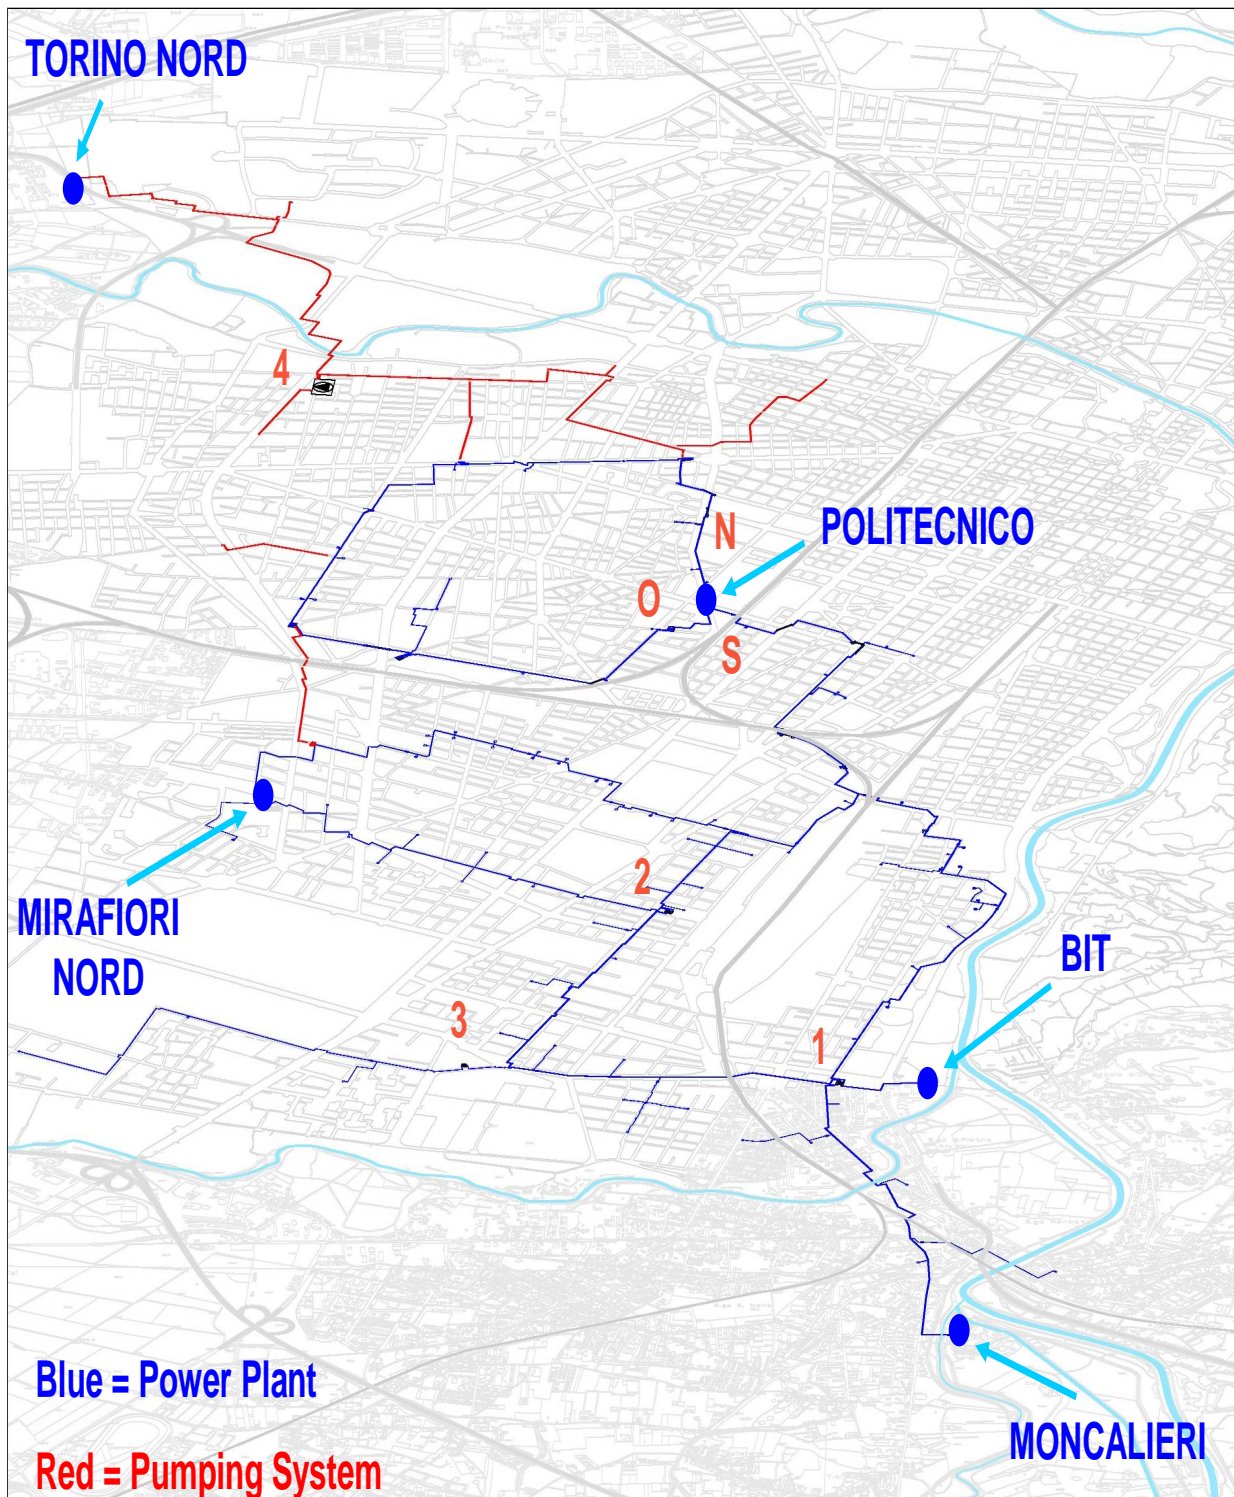 TORINO NORD
4
N
POLITECNICO
O
S
2
MIRAFIORI
NORD
BIT
3
1
Blue = Power Plant
MONCALIERI
Red = Pumping System